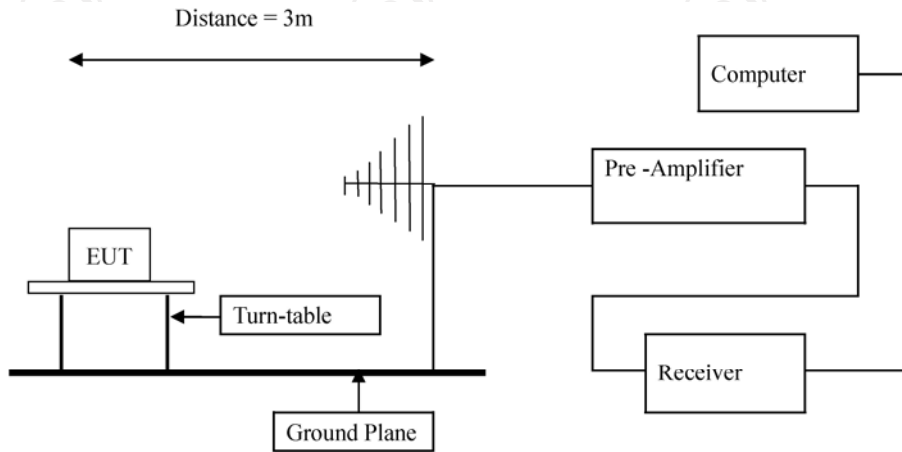 Distance = 3m
Computer
Pre -Amplifier
EUT
Turn-table
Receiver
Ground Plane